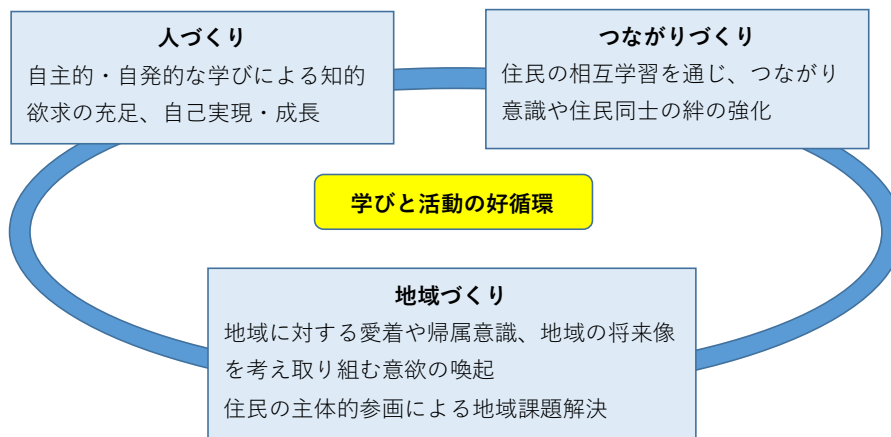 人づくり
自主的・自発的な学びによる知的
欲求の充足、自己実現・成長
つながりづくり
住民の相互学習を通じ、つながり
意識や住民同士の絆の強化
学びと活動の好循環
地域づくり
地域に対する愛着や帰属意識、地域の将来像
を考え取り組む意欲の喚起
住民の主体的参画による地域課題解決